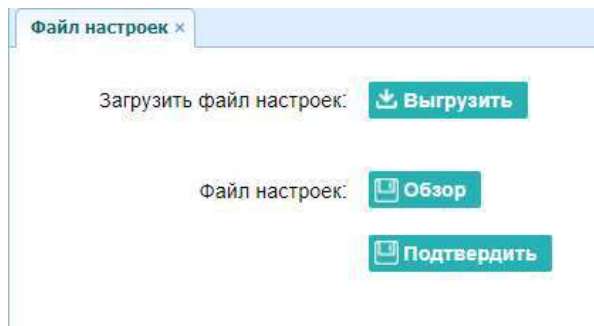 Файл настроек ×
Загрузить файл настроек: Выгрузить
Файл настроек: Обзор
Подтвердить